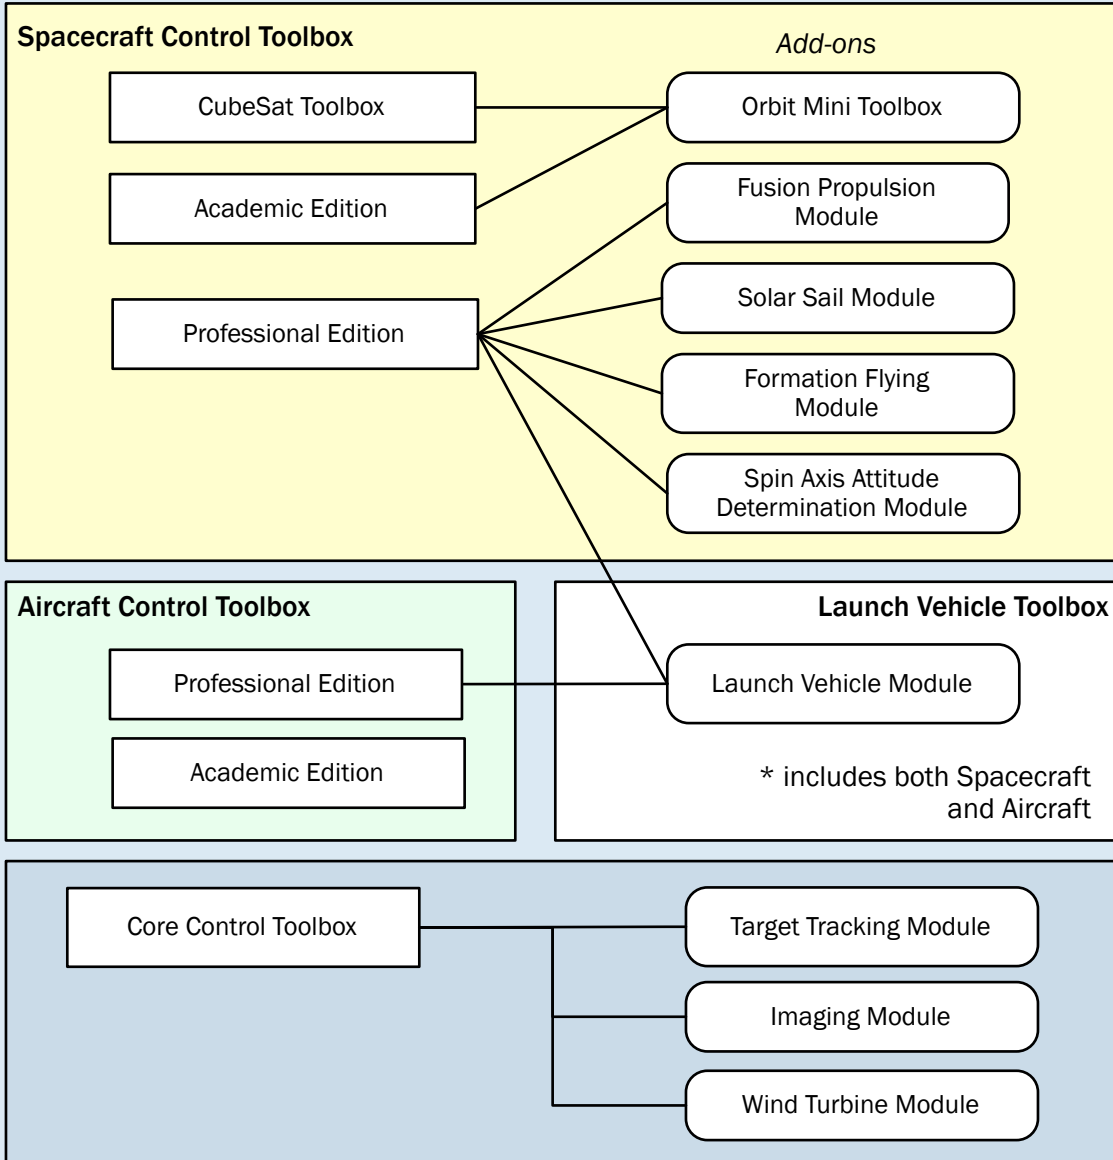 Spacecraft Control Toolbox
Add-ons
CubeSat Toolbox
Orbit Mini Toolbox
Academic Edition
Fusion Propulsion
Module
Solar Sail Module
Professional Edition
Formation Flying
Module
Spin Axis Attitude
Determination Module
Aircraft Control Toolbox
Professional Edition
Academic Edition
Launch Vehicle Toolbox
Launch Vehicle Module
* includes both Spacecraft
and Aircraft
Core Control Toolbox
Target Tracking Module
Imaging Module
Wind Turbine Module